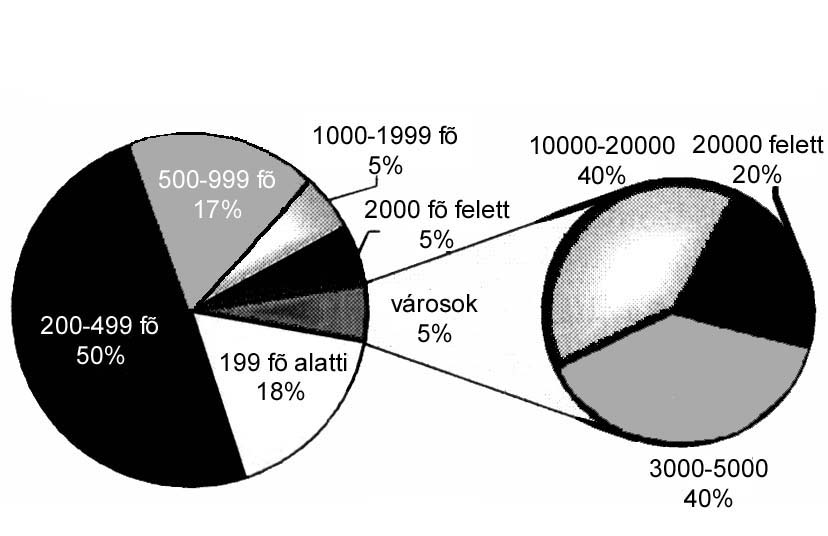 1000-1999 fõ
5%
500-999 fõ
17%
2000 fõ felett
5%
városok
5%
200-499 fõ
50%
199 fõ alatti
18%
10000-20000
40%
20000 felett
20%
3000-5000
40%